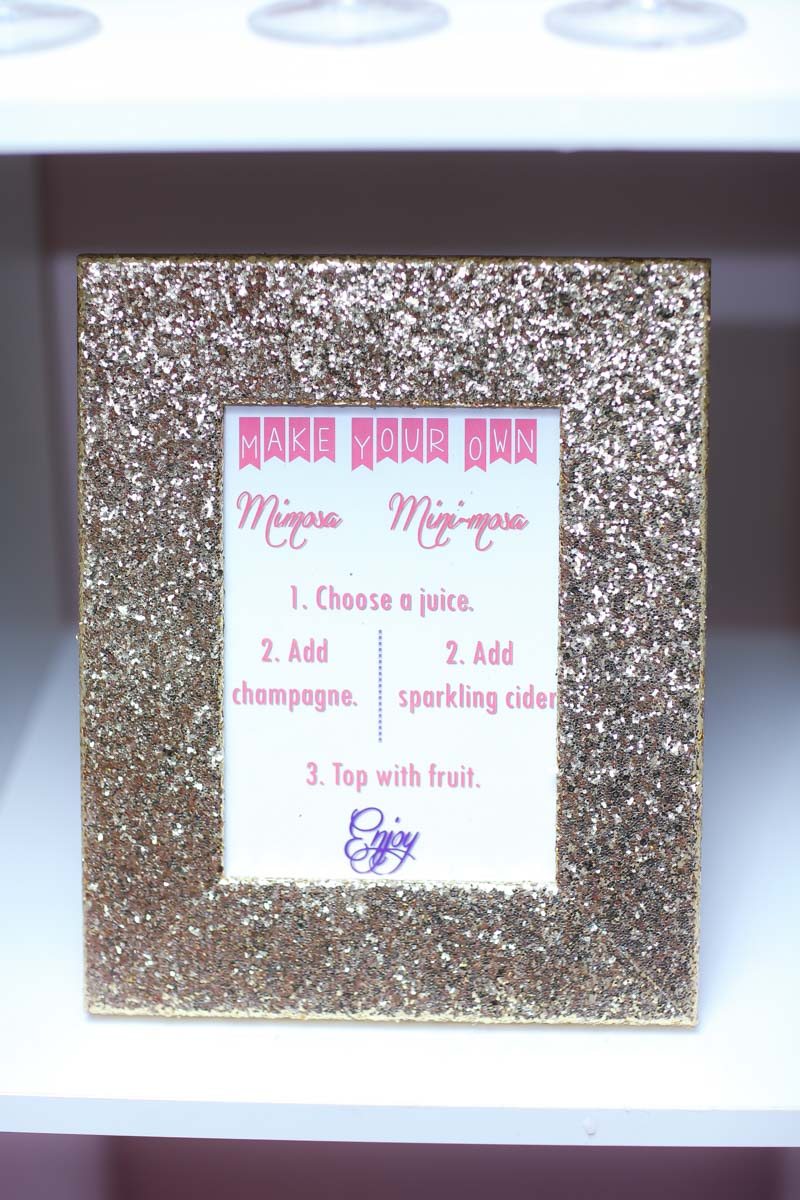 MAKE YOUR OWN
Mimosa Mini-mosa
1. Choose a juice.
2. Add 2. Add
champagne. sparkling cider
3. Top with fruit.
Enjoy